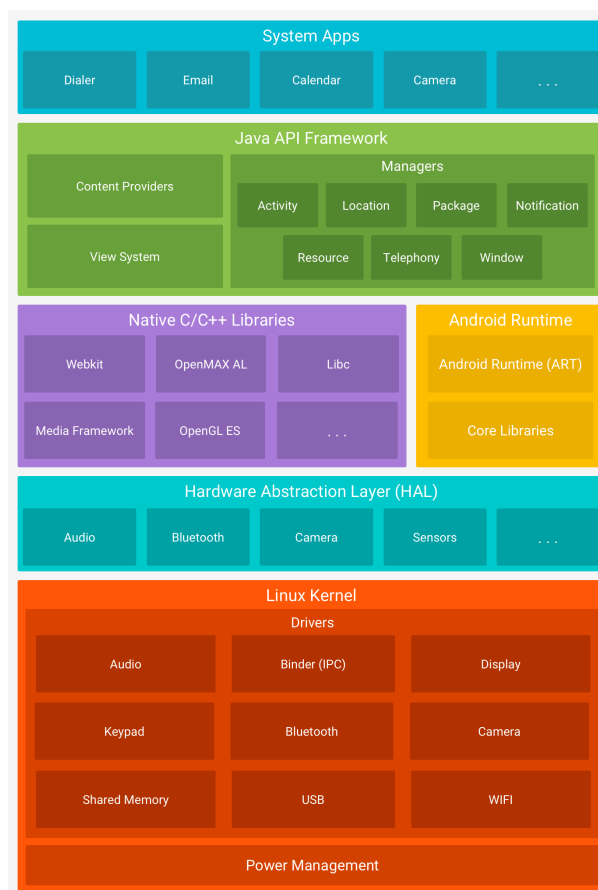 System Apps
Dialer
Email
Calendar
Camera
. . .
Java API Framework
Content Providers
View System
Managers
Activity
Location
Package
Notification
Resource
Telephony
Window
Native C/C++ Libraries
Webkit
OpenMAX AL
Libc
Media Framework
OpenGL ES
. . .
Android Runtime
Android Runtime (ART)
Core Libraries
Hardware Abstraction Layer (HAL)
Audio
Bluetooth
Camera
Sensors
. . .
Linux Kernel
Drivers
Audio
Binder (IPC)
Display
Keypad
Bluetooth
Camera
Shared Memory
USB
WIFI
Power Management